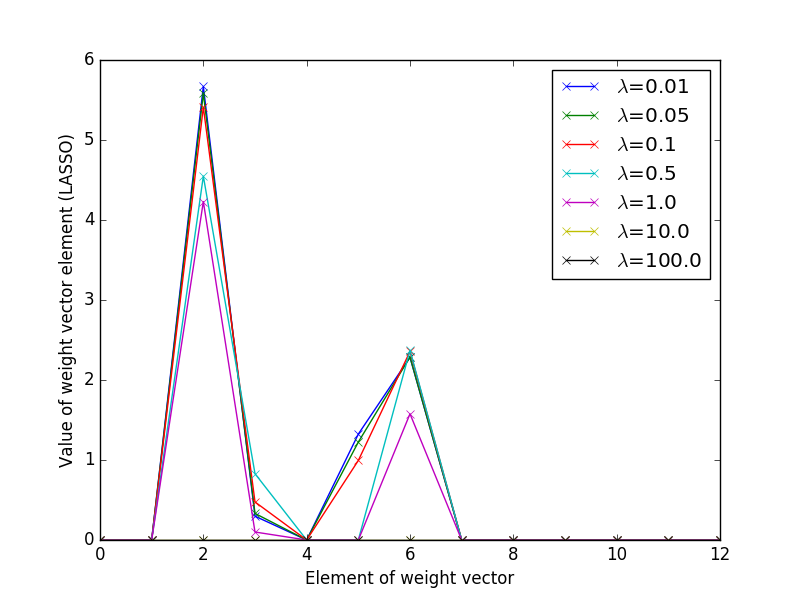 6
5
4
3
2
1
0
Value of weight vector element (LASSO)
λ=0.01
λ=0.05
λ=0.1
λ=0.5
λ=1.0
λ=10.0
λ=100.0
0 2 4 6 8 10 12
Element of weight vector